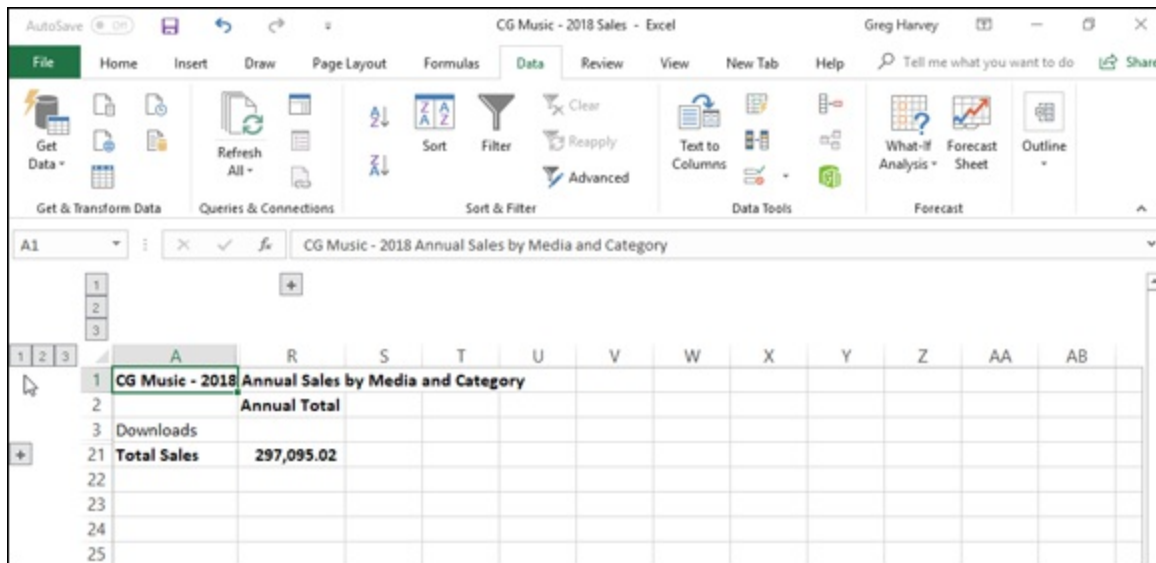 AutoSave Off CG Music - 2018 Sales - Excel Greg Harvey
File Home Insert Draw Page Layout Formulas Data Review View New Tab Help Tell me what you want to do Share
Get Data Refresh All Sort Filter Clear Reapply Advanced Text to Columns What-If Analysis Forecast Sheet Outline
Get & Transform Data Queries & Connections Sort & Filter Data Tools Forecast
A1 fx CG Music - 2018 Annual Sales by Media and Category
1
2
3
1 2 3 A R S T U V W X Y Z AA AB
1 CG Music - 2018 Annual Sales by Media and Category
2 Annual Total
3 Downloads
21 Total Sales 297,095.02
22
23
24
25